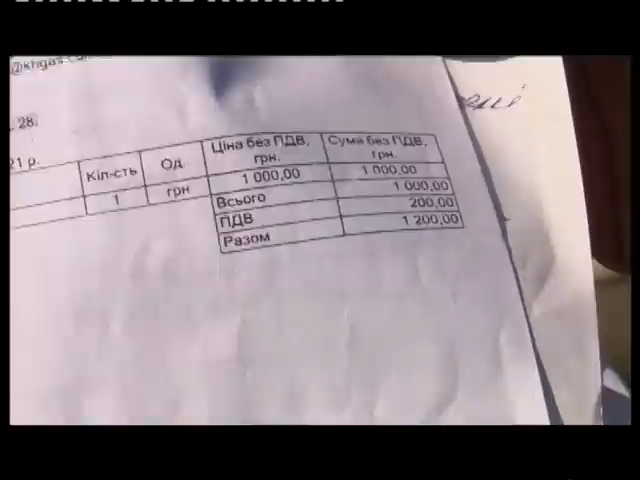 28.
21 р.
Кіл-сть Од Ціна без ПДВ, грн. Сума без ПДВ, грн.
1 грн 1 000,00 1 000,00
Всього 1 000,00
ПДВ 200,00
Разом 1 200,00